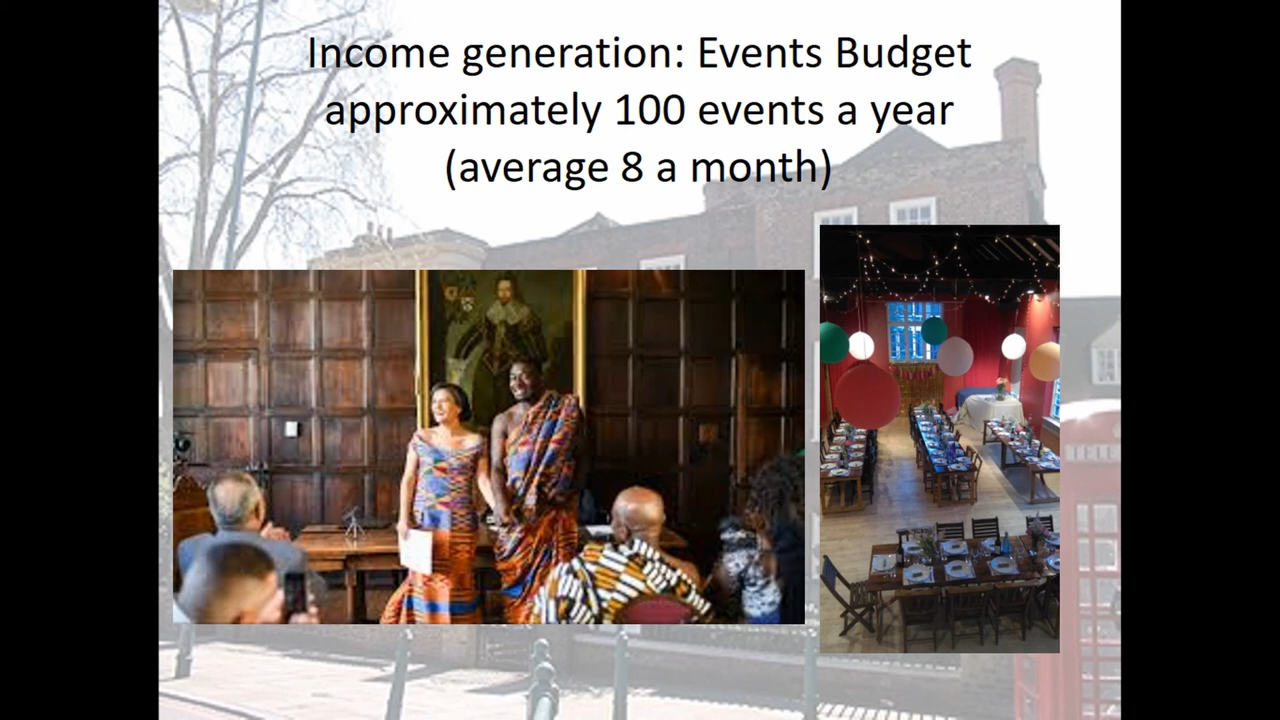 Income generation: Events Budget
approximately 100 events a year
(average 8 a month)